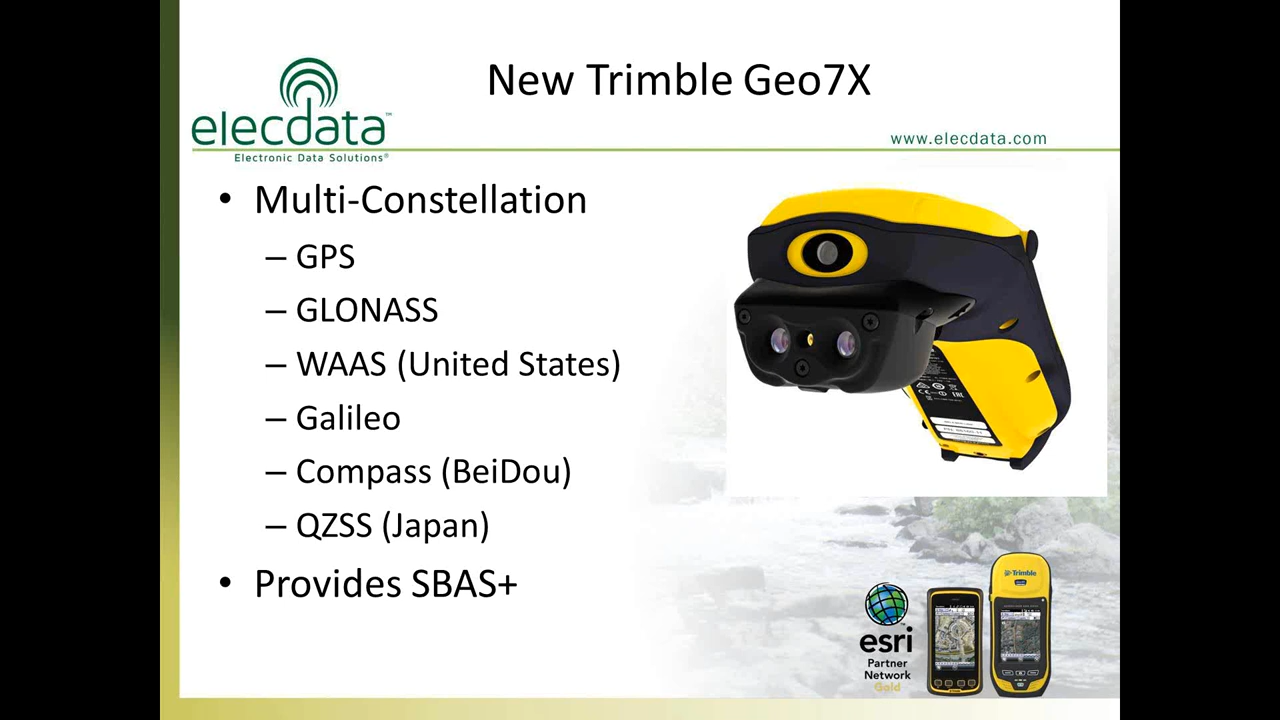 New Trimble Geo7X
elecdata™
Electronic Data Solutions®
www.elecdata.com
• Multi-Constellation
– GPS
– GLONASS
– WAAS (United States)
– Galileo
– Compass (BeiDou)
– QZSS (Japan)
• Provides SBAS+
Trimble
esri
Partner
Network
Gold